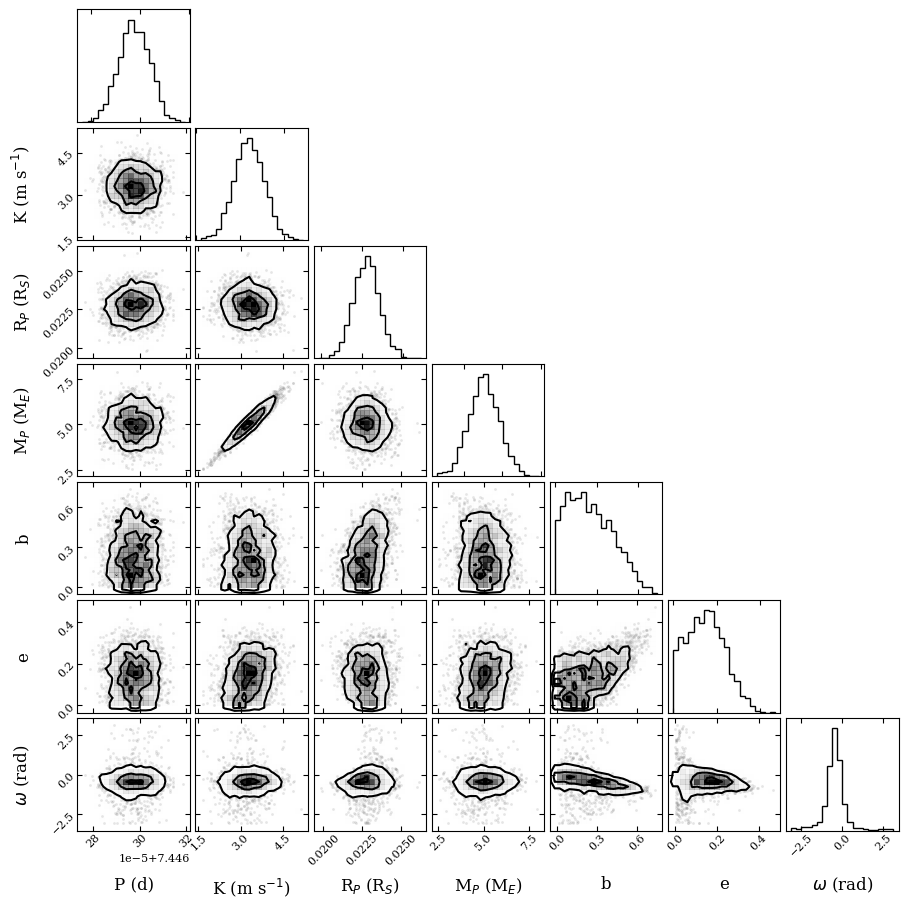 4.5
3.0
1.5
K (m s⁻¹)
0.0250
0.0225
0.0200
R_P (R_S)
7.5
5.0
2.5
M_P (M_E)
0.6
0.3
0.0
b
0.4
0.2
0.0
e
2.5
0.0
−2.5
ω (rad)
28 30 32 1.5 3.0 4.5 0.0200 0.0225 0.0250 2.5 5.0 7.5 0.0 0.3 0.6 0.0 0.2 0.4 −2.5 0.0 2.5
1e−5+7.446
P (d) K (m s⁻¹) R_P (R_S) M_P (M_E) b e ω (rad)